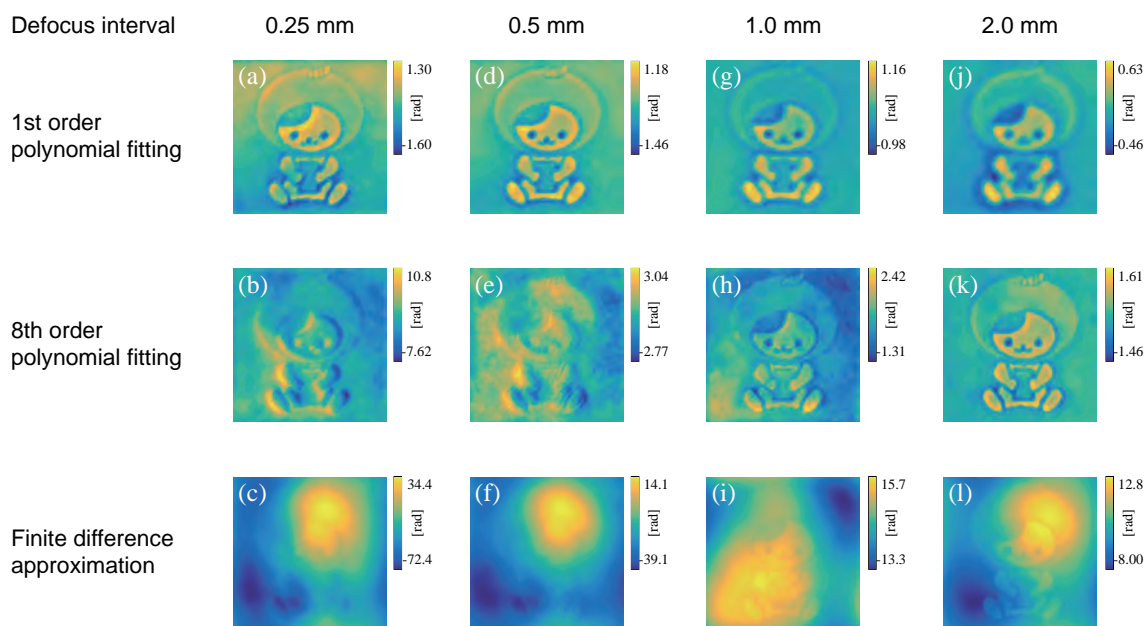 Defocus interval 0.25 mm 0.5 mm 1.0 mm 2.0 mm
(a) 1.30 [rad] -1.60 (d) 1.18 [rad] -1.46 (g) 1.16 [rad] -0.98 (j) 0.63 [rad] -0.46
1st order
polynomial fitting
(b) 10.8 [rad] -7.62 (e) 3.04 [rad] -2.77 (h) 2.42 [rad] -1.31 (k) 1.61 [rad] -1.46
8th order
polynomial fitting
(c) 34.4 [rad] -72.4 (f) 14.1 [rad] -39.1 (i) 15.7 [rad] -13.3 (l) 12.8 [rad] -8.00
Finite difference
approximation